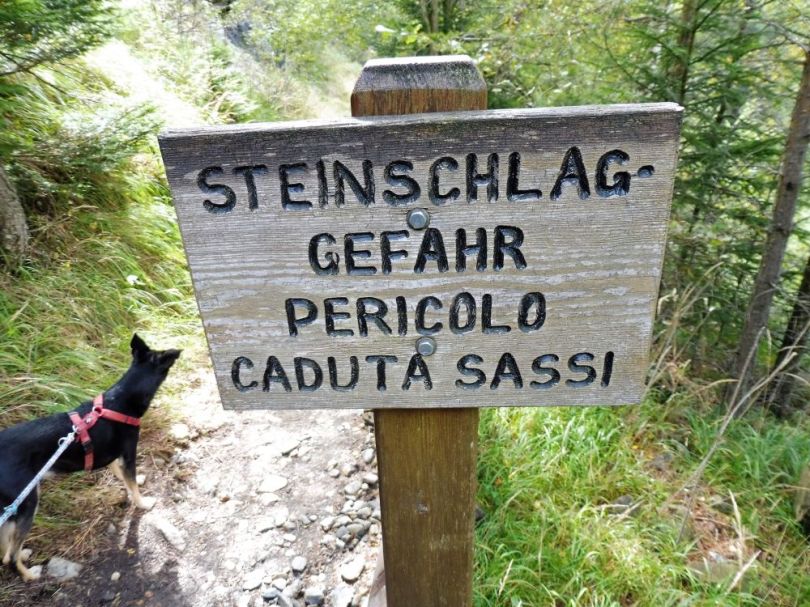 STEINSCHLAG-
GEFAHR
PERICOLO
CADUTA SASSI